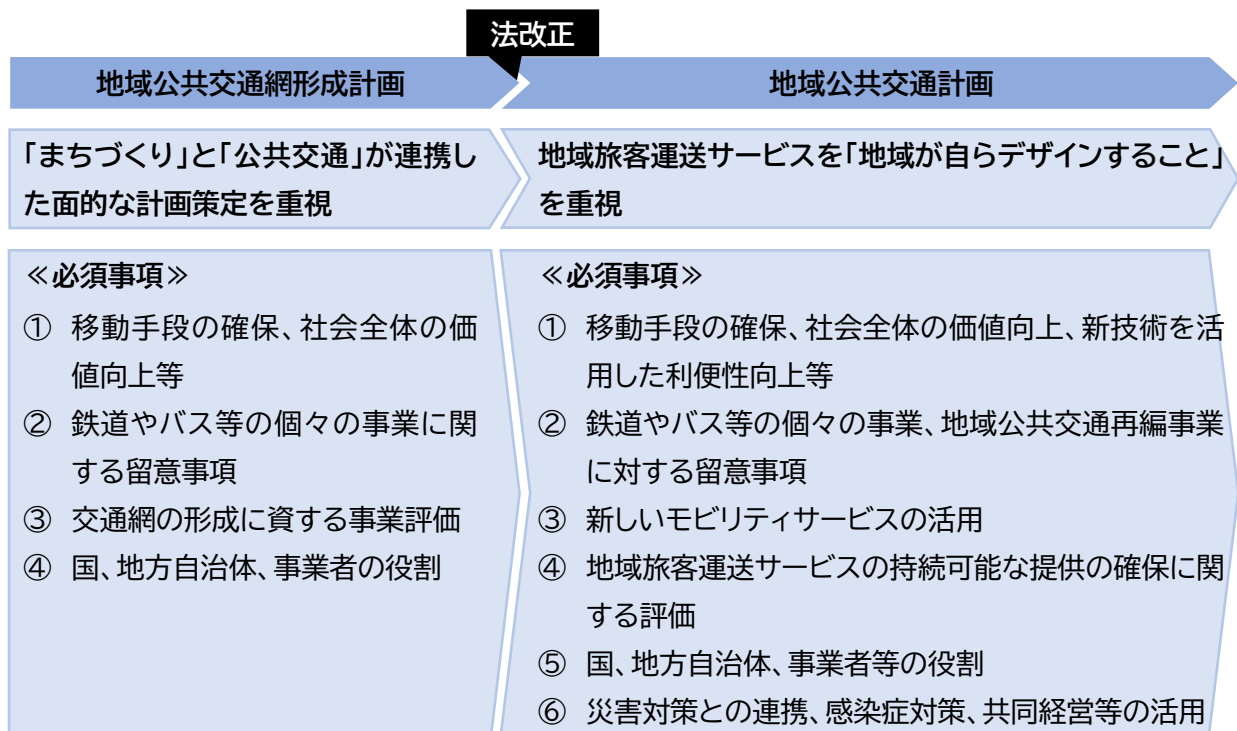 法改正
地域公共交通網形成計画
地域公共交通計画
「まちづくり」と「公共交通」が連携し
た面的な計画策定を重視
地域旅客運送サービスを「地域が自らデザインすること」
を重視
≪必須事項≫
① 移動手段の確保、社会全体の価
値向上等
② 鉄道やバス等の個々の事業に関
する留意事項
③ 交通網の形成に資する事業評価
④ 国、地方自治体、事業者の役割
≪必須事項≫
① 移動手段の確保、社会全体の価値向上、新技術を活
用した利便性向上等
② 鉄道やバス等の個々の事業、地域公共交通再編事業
に対する留意事項
③ 新しいモビリティサービスの活用
④ 地域旅客運送サービスの持続可能な提供の確保に関
する評価
⑤ 国、地方自治体、事業者等の役割
⑥ 災害対策との連携、感染症対策、共同経営等の活用